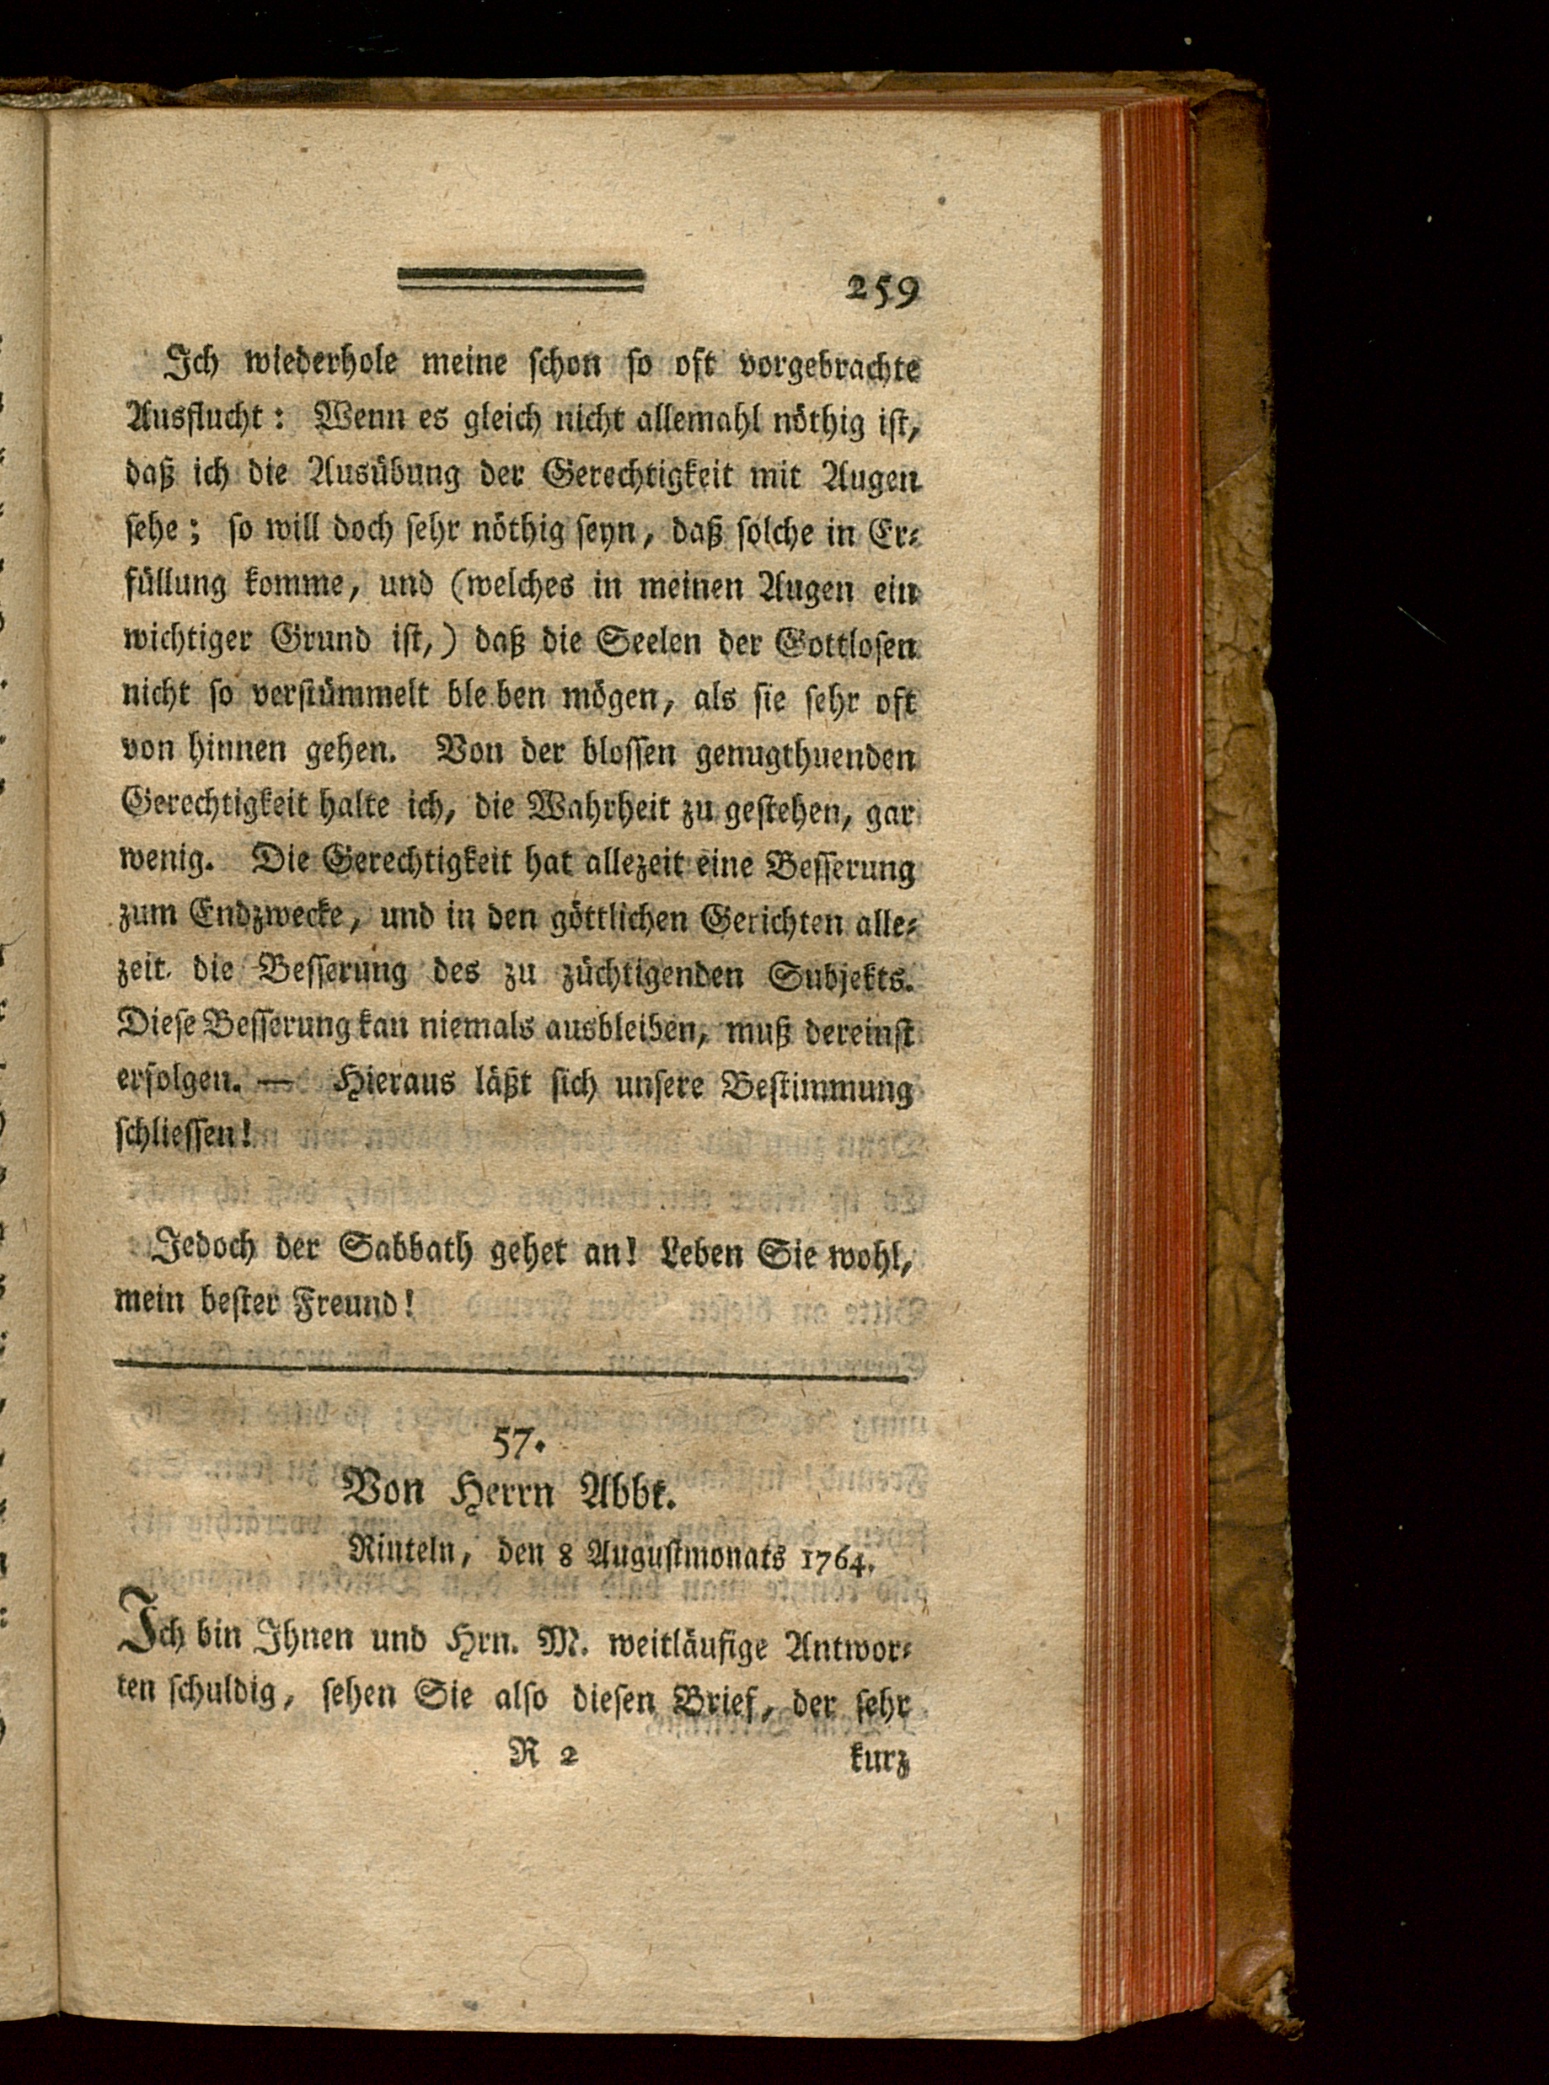 259
Ich wiederhole meine schon so oft vorgebrachte
Ausflucht: Wenn es gleich nicht allemahl nöthig ist,
daß ich die Ausübung der Gerechtigkeit mit Augen
sehe; so will doch sehr nöthig seyn, daß solche in Er-
füllung komme, und (welches in meinen Augen ein
wichtiger Grund ist,) daß die Seelen der Gottlosen
nicht so verstümmelt ble ben mögen, als sie sehr oft
von hinnen gehen. Von der blossen genugthuenden
Gerechtigkeit halte ich, die Wahrheit zu gestehen, gar
wenig. Die Gerechtigkeit hat allezeit eine Besserung
zum Endzwecke, und in den göttlichen Gerichten alle-
zeit die Besserung des zu züchtigenden Subjekts.
Diese Besserung kan niemals ausbleiben, muß dereinst
erfolgen. — Hieraus läßt sich unsere Bestimmung
schliessen!
Jedoch der Sabbath gehet an! Leben Sie wohl,
mein bester Freund!
57.
Von Herrn Abbt.
Rinteln, den 8 Augustmonats 1764.
Ich bin Ihnen und Hrn. M. weitläufige Antwor-
ten schuldig, sehen Sie also diesen Brief, der sehr
R 2 kurz